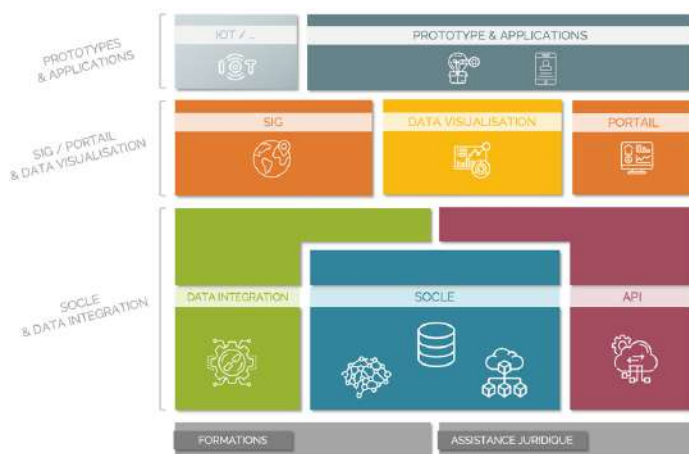 PROTOTYPES
& APPLICATIONS
IOT / ...
IOT
PROTOTYPE & APPLICATIONS
SIG / PORTAIL
& DATA VISUALISATION
SIG
DATA VISUALISATION
PORTAIL
SOCLE
& DATA INTEGRATION
DATA INTEGRATION
SOCLE
API
FORMATIONS
ASSISTANCE JURIDIQUE